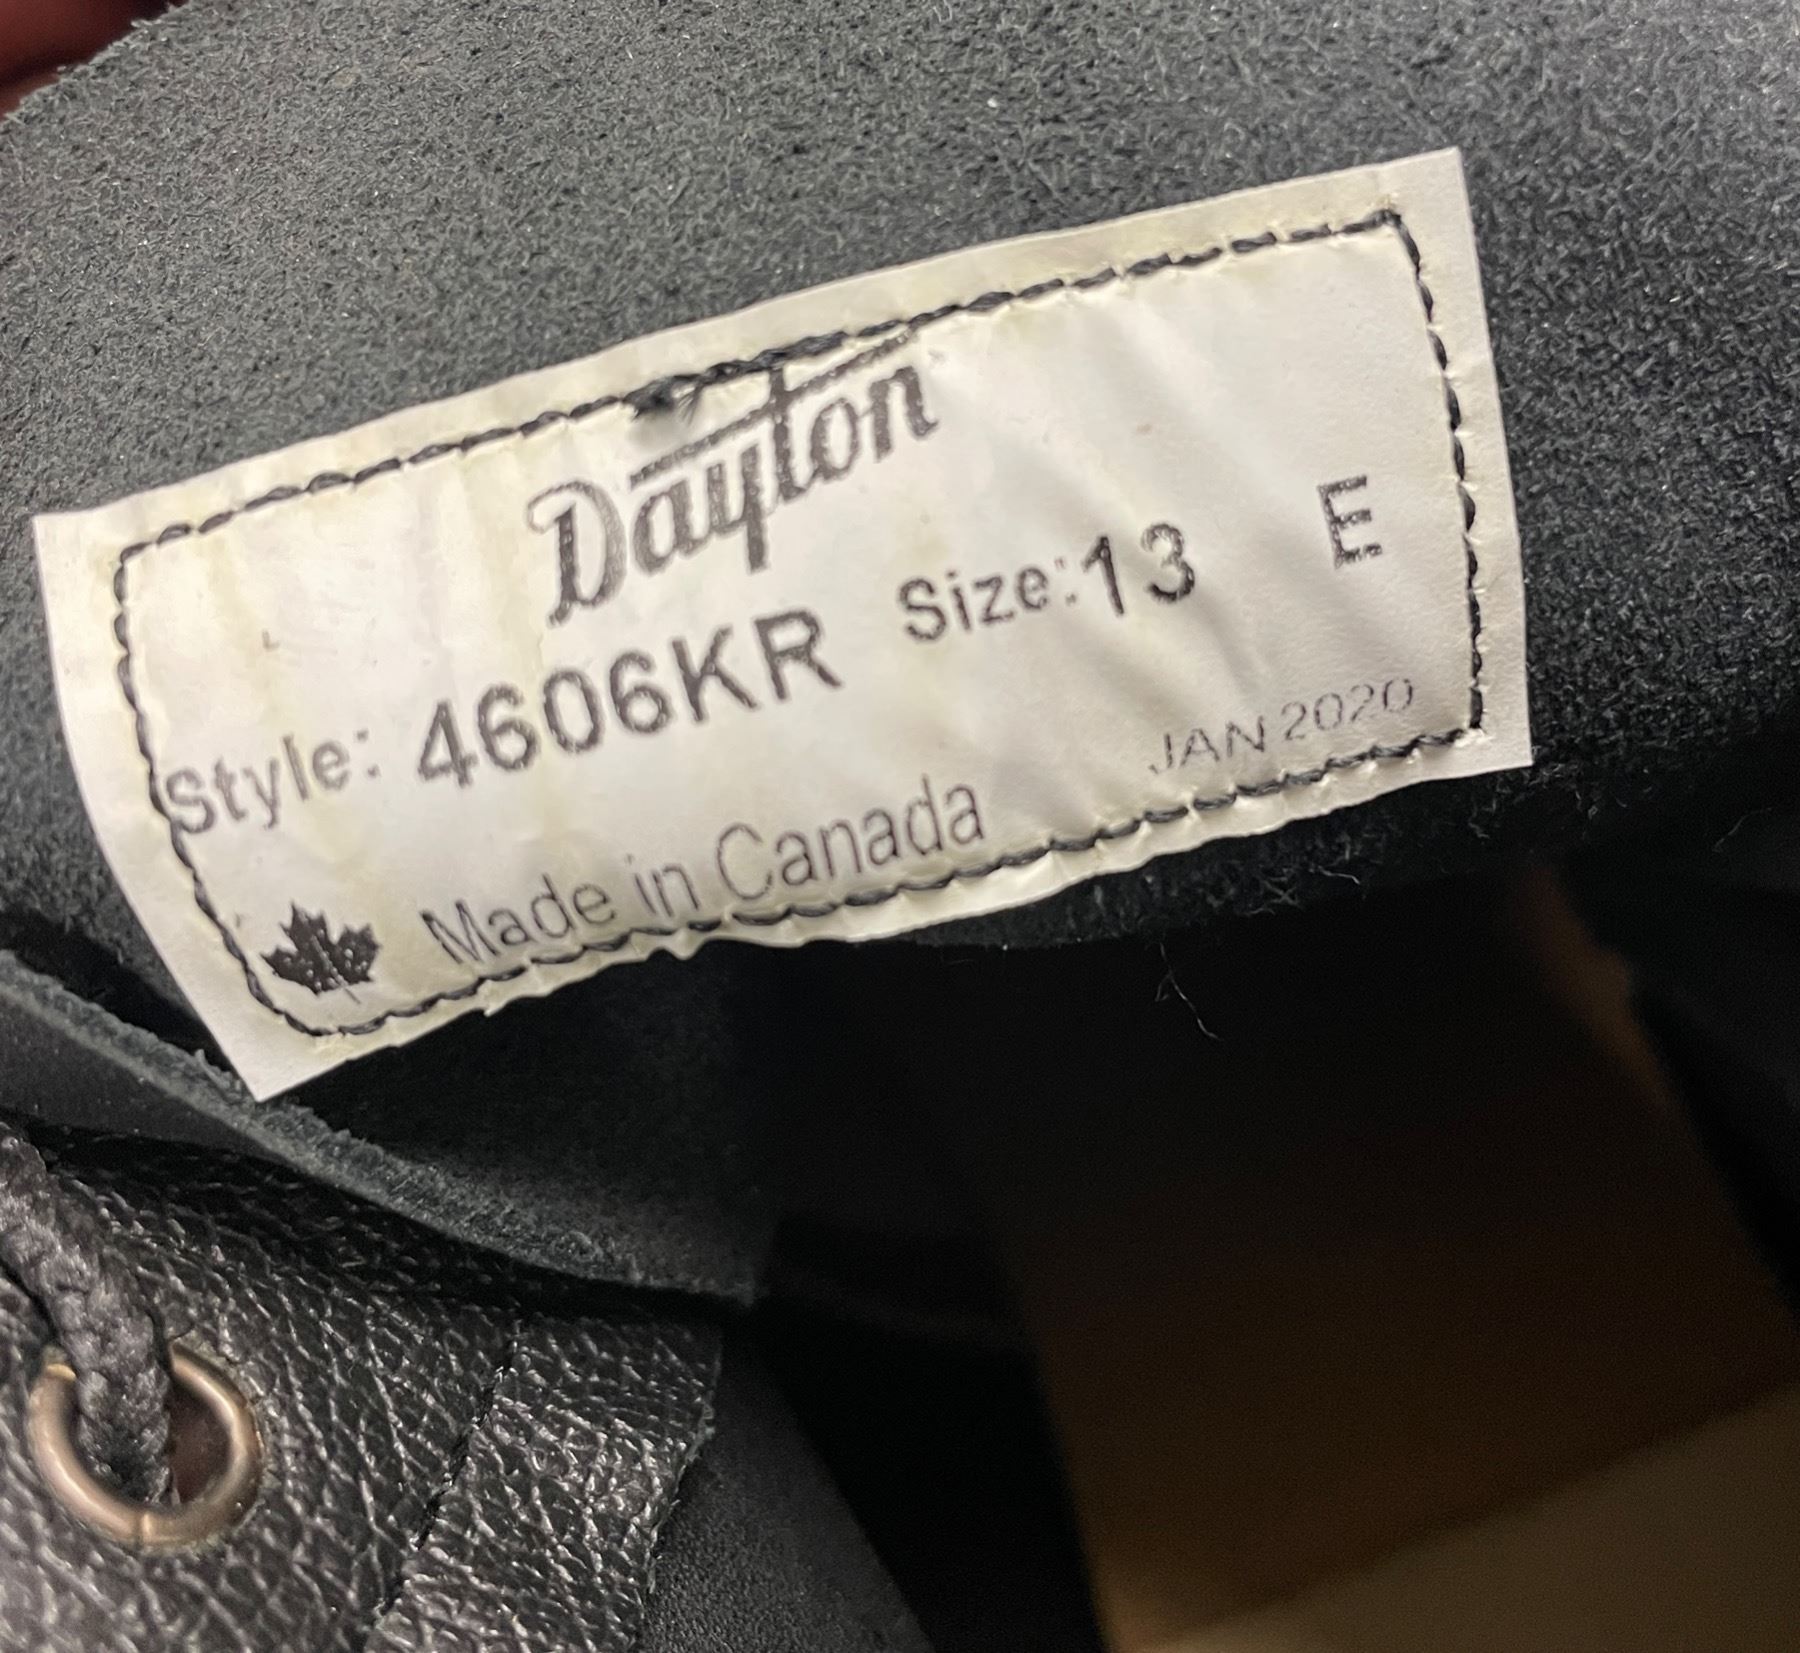 Dayton
Style: 4606KR Size: 13 E
JAN 2020
Made in Canada